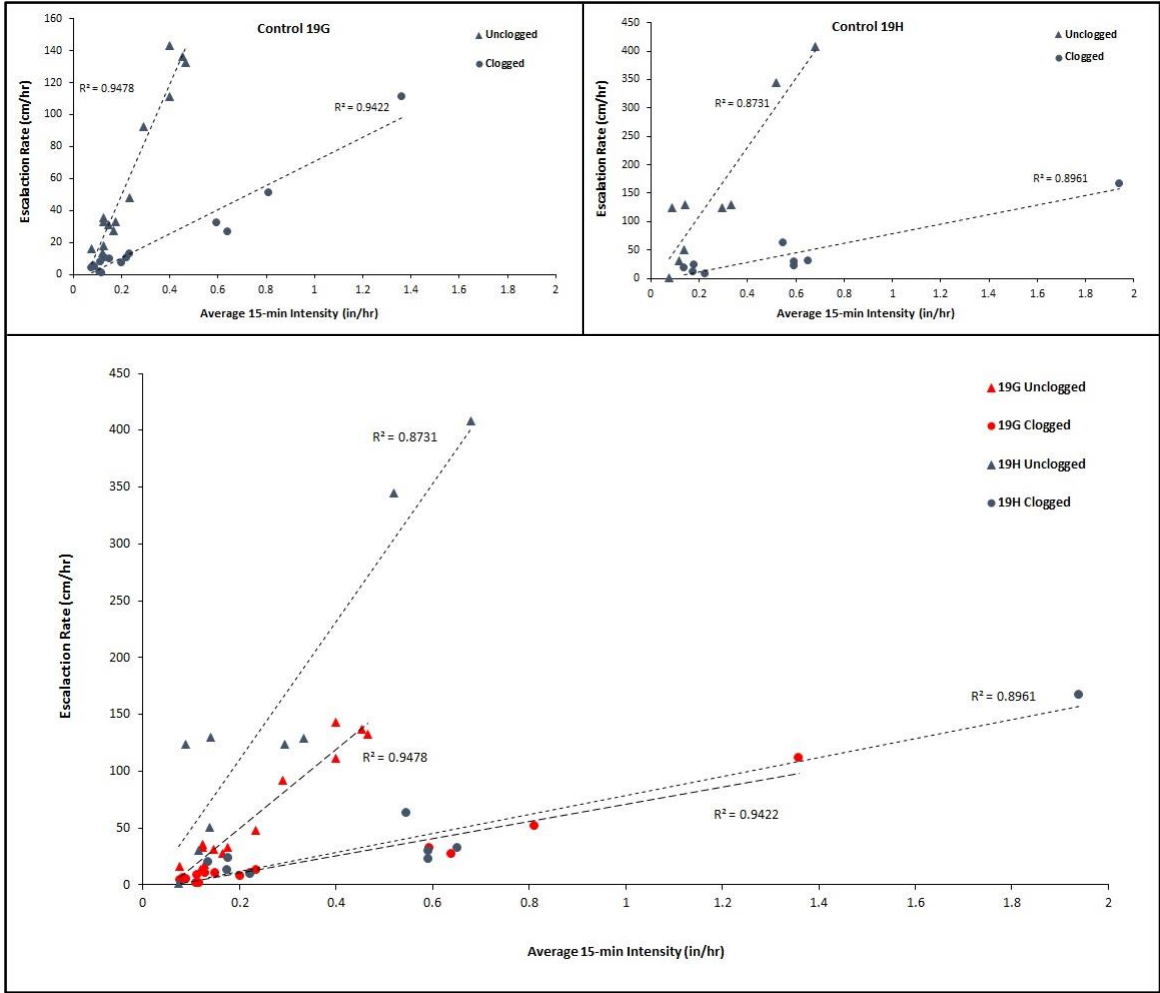 Control 19G
Unclogged
Clogged
R² = 0.9478
R² = 0.9422
Escalaction Rate (cm/hr)
160
140
120
100
80
60
40
20
0
0 0.2 0.4 0.6 0.8 1 1.2 1.4 1.6 1.8 2
Average 15-min Intensity (in/hr)
Control 19H
Unclogged
Clogged
R² = 0.8731
R² = 0.8961
Escalation Rate (cm/hr)
450
400
350
300
250
200
150
100
50
0
0 0.2 0.4 0.6 0.8 1 1.2 1.4 1.6 1.8 2
Average 15-min Intensity (in/hr)
19G Unclogged
19G Clogged
19H Unclogged
19H Clogged
R² = 0.8731
R² = 0.8961
R² = 0.9478
R² = 0.9422
Escalaction Rate (cm/hr)
450
400
350
300
250
200
150
100
50
0
0 0.2 0.4 0.6 0.8 1 1.2 1.4 1.6 1.8 2
Average 15-min Intensity (in/hr)